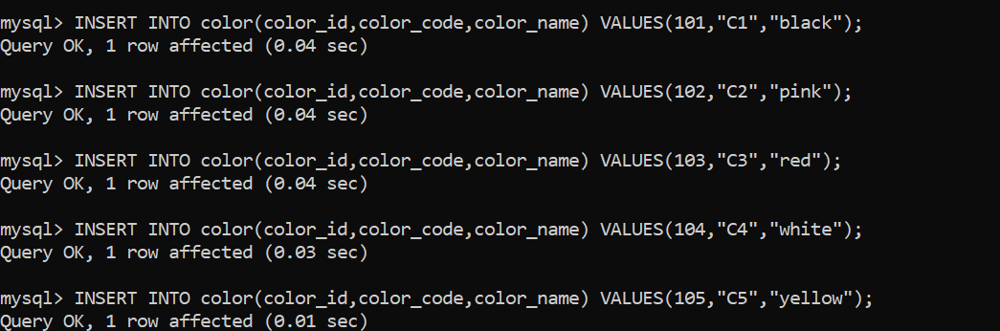 mysql> INSERT INTO color(color_id,color_code,color_name) VALUES(101,"C1","black");
Query OK, 1 row affected (0.04 sec)
mysql> INSERT INTO color(color_id,color_code,color_name) VALUES(102,"C2","pink");
Query OK, 1 row affected (0.04 sec)
mysql> INSERT INTO color(color_id,color_code,color_name) VALUES(103,"C3","red");
Query OK, 1 row affected (0.04 sec)
mysql> INSERT INTO color(color_id,color_code,color_name) VALUES(104,"C4","white");
Query OK, 1 row affected (0.03 sec)
mysql> INSERT INTO color(color_id,color_code,color_name) VALUES(105,"C5","yellow");
Query OK, 1 row affected (0.01 sec)